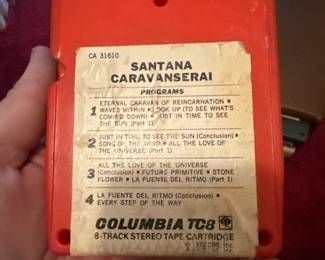 CA 31610
SANTANA
CARAVANSERAI
PROGRAMS
1 ETERNAL CARAVAN OF REINCARNATION •
WAVES WITHIN • LOOK UP (TO SEE WHAT'S
COMING DOWN) • JUST IN TIME TO SEE
THE SUN (Part 1)
2 JUST IN TIME TO SEE THE SUN (Conclusion) •
SONG OF THE WIND • ALL THE LOVE OF
THE UNIVERSE (Part 1)
3 ALL THE LOVE OF THE UNIVERSE
(Conclusion) • FUTURE PRIMITIVE • STONE
FLOWER • LA FUENTE DEL RITMO (Part 1)
4 LA FUENTE DEL RITMO (Conclusion) •
EVERY STEP OF THE WAY
COLUMBIA TC8
8-TRACK STEREO TAPE CARTRIDGE